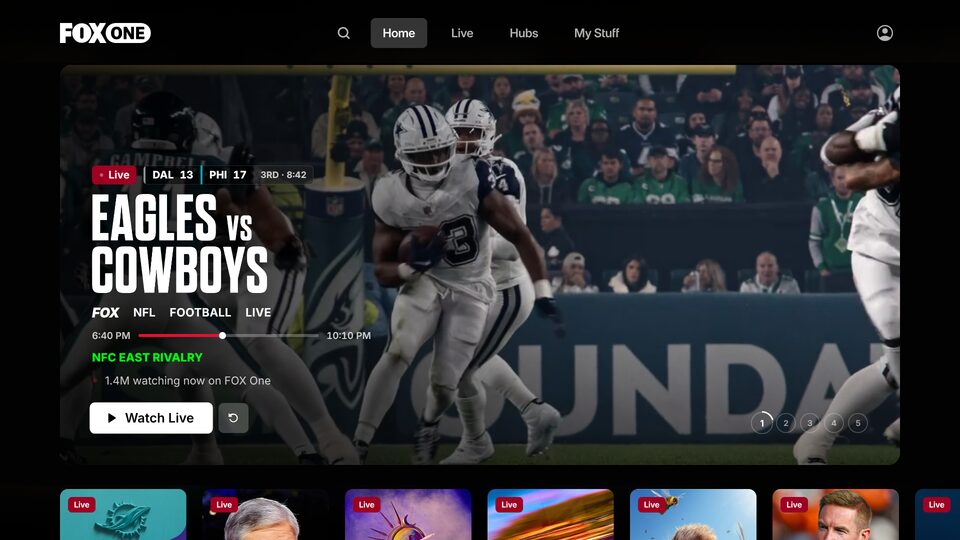 FOX ONE
Home
Live
Hubs
My Stuff
CAMPBELL
Live
DAL 13
PHI 17
3RD · 8:42
EAGLES VS
COWBOYS
FOX NFL FOOTBALL LIVE
6:40 PM
10:10 PM
NFC EAST RIVALRY
1.4M watching now on FOX One
Watch Live
OUNDA
1 2 3 4 5
Live
Live
Live
Live
Live
Live
Live